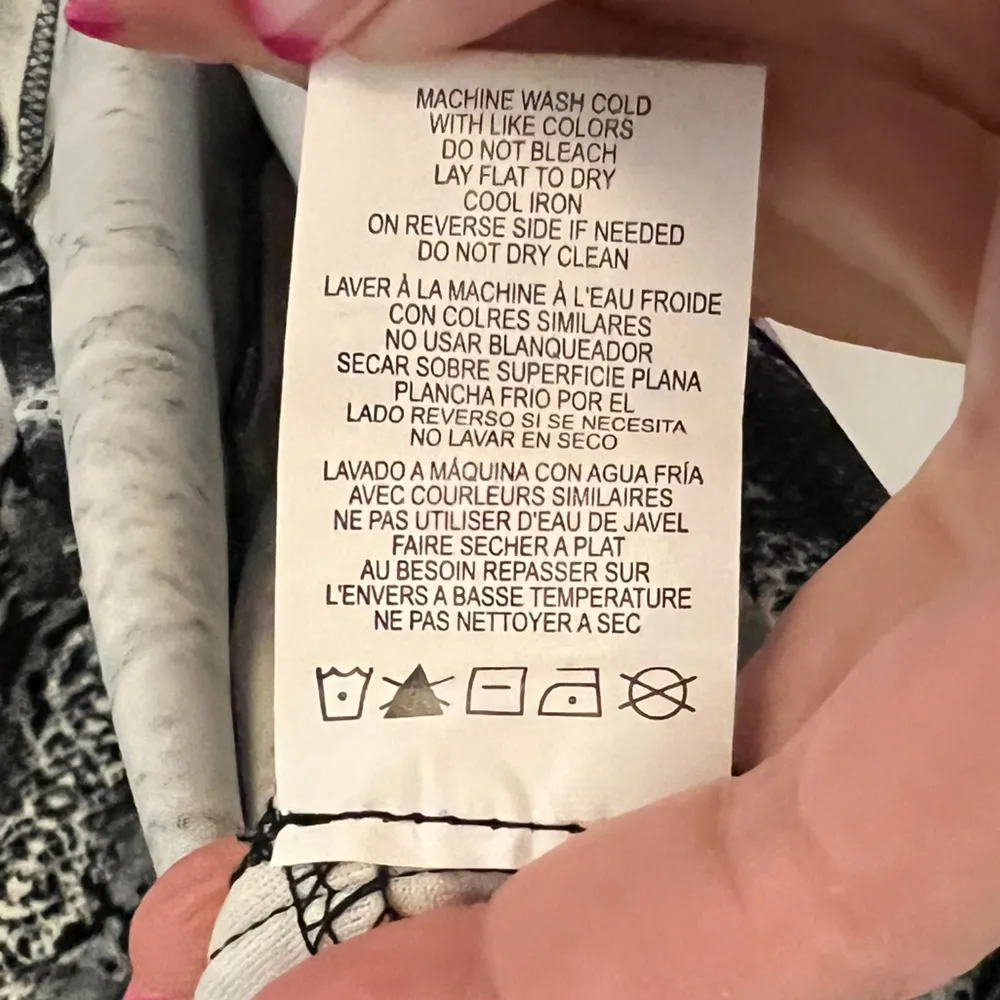 MACHINE WASH COLD
WITH LIKE COLORS
DO NOT BLEACH
LAY FLAT TO DRY
COOL IRON
ON REVERSE SIDE IF NEEDED
DO NOT DRY CLEAN
LAVER À LA MACHINE À L'EAU FROIDE
CON COLRES SIMILARES
NO USAR BLANQUEADOR
SECAR SOBRE SUPERFICIE PLANA
PLANCHA FRIO POR EL
LADO REVERSO SI SE NECESITA
NO LAVAR EN SECO
LAVADO A MÁQUINA CON AGUA FRÍA
AVEC COURLEURS SIMILAIRES
NE PAS UTILISER D'EAU DE JAVEL
FAIRE SECHER A PLAT
AU BESOIN REPASSER SUR
L'ENVERS A BASSE TEMPERATURE
NE PAS NETTOYER A SEC